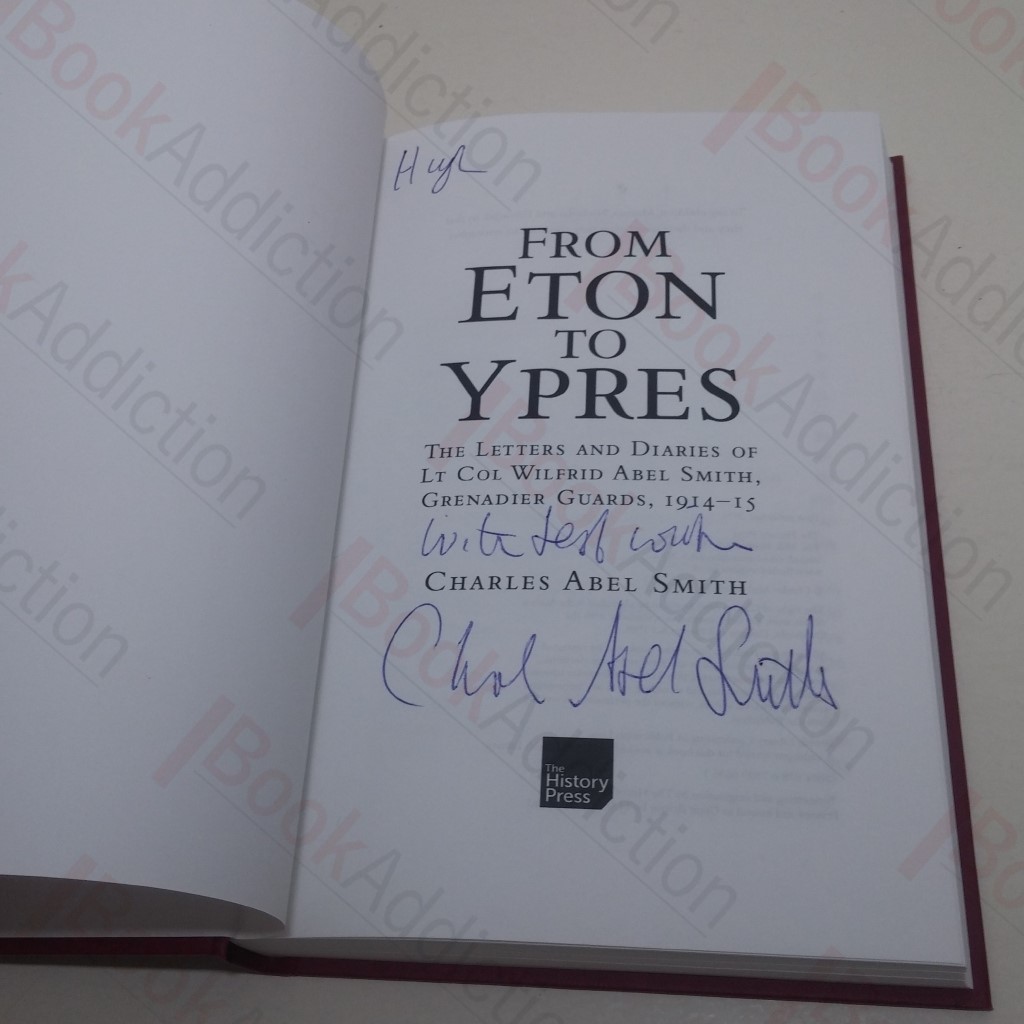 Hugh
FROM
ETON
TO
YPRES
THE LETTERS AND DIARIES OF
LT COL WILFRID ABEL SMITH,
GRENADIER GUARDS, 1914–15
with best wishes
CHARLES ABEL SMITH
Charles Abel Smith
The
History
Press
BookAddiction